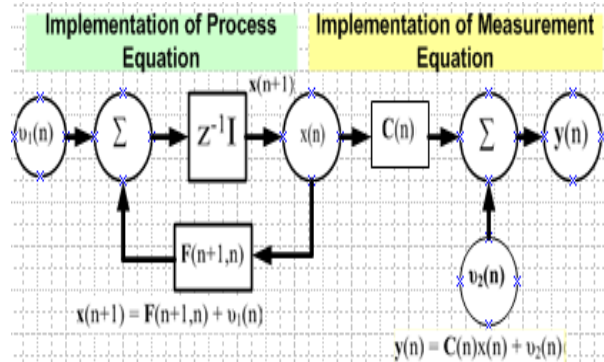 Implementation of Process
Equation
Implementation of Measurement
Equation
x(n+1)
υ₁(n)
Σ
z⁻¹I
x(n)
C(n)
Σ
y(n)
F(n+1,n)
υ₂(n)
x(n+1) = F(n+1,n) + υ₁(n)
y(n) = C(n)x(n) + υ₂(n)